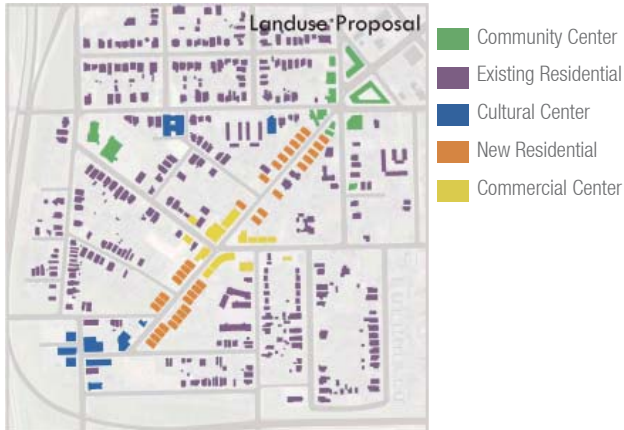 Landuse Proposal
Community Center
Existing Residential
Cultural Center
New Residential
Commercial Center